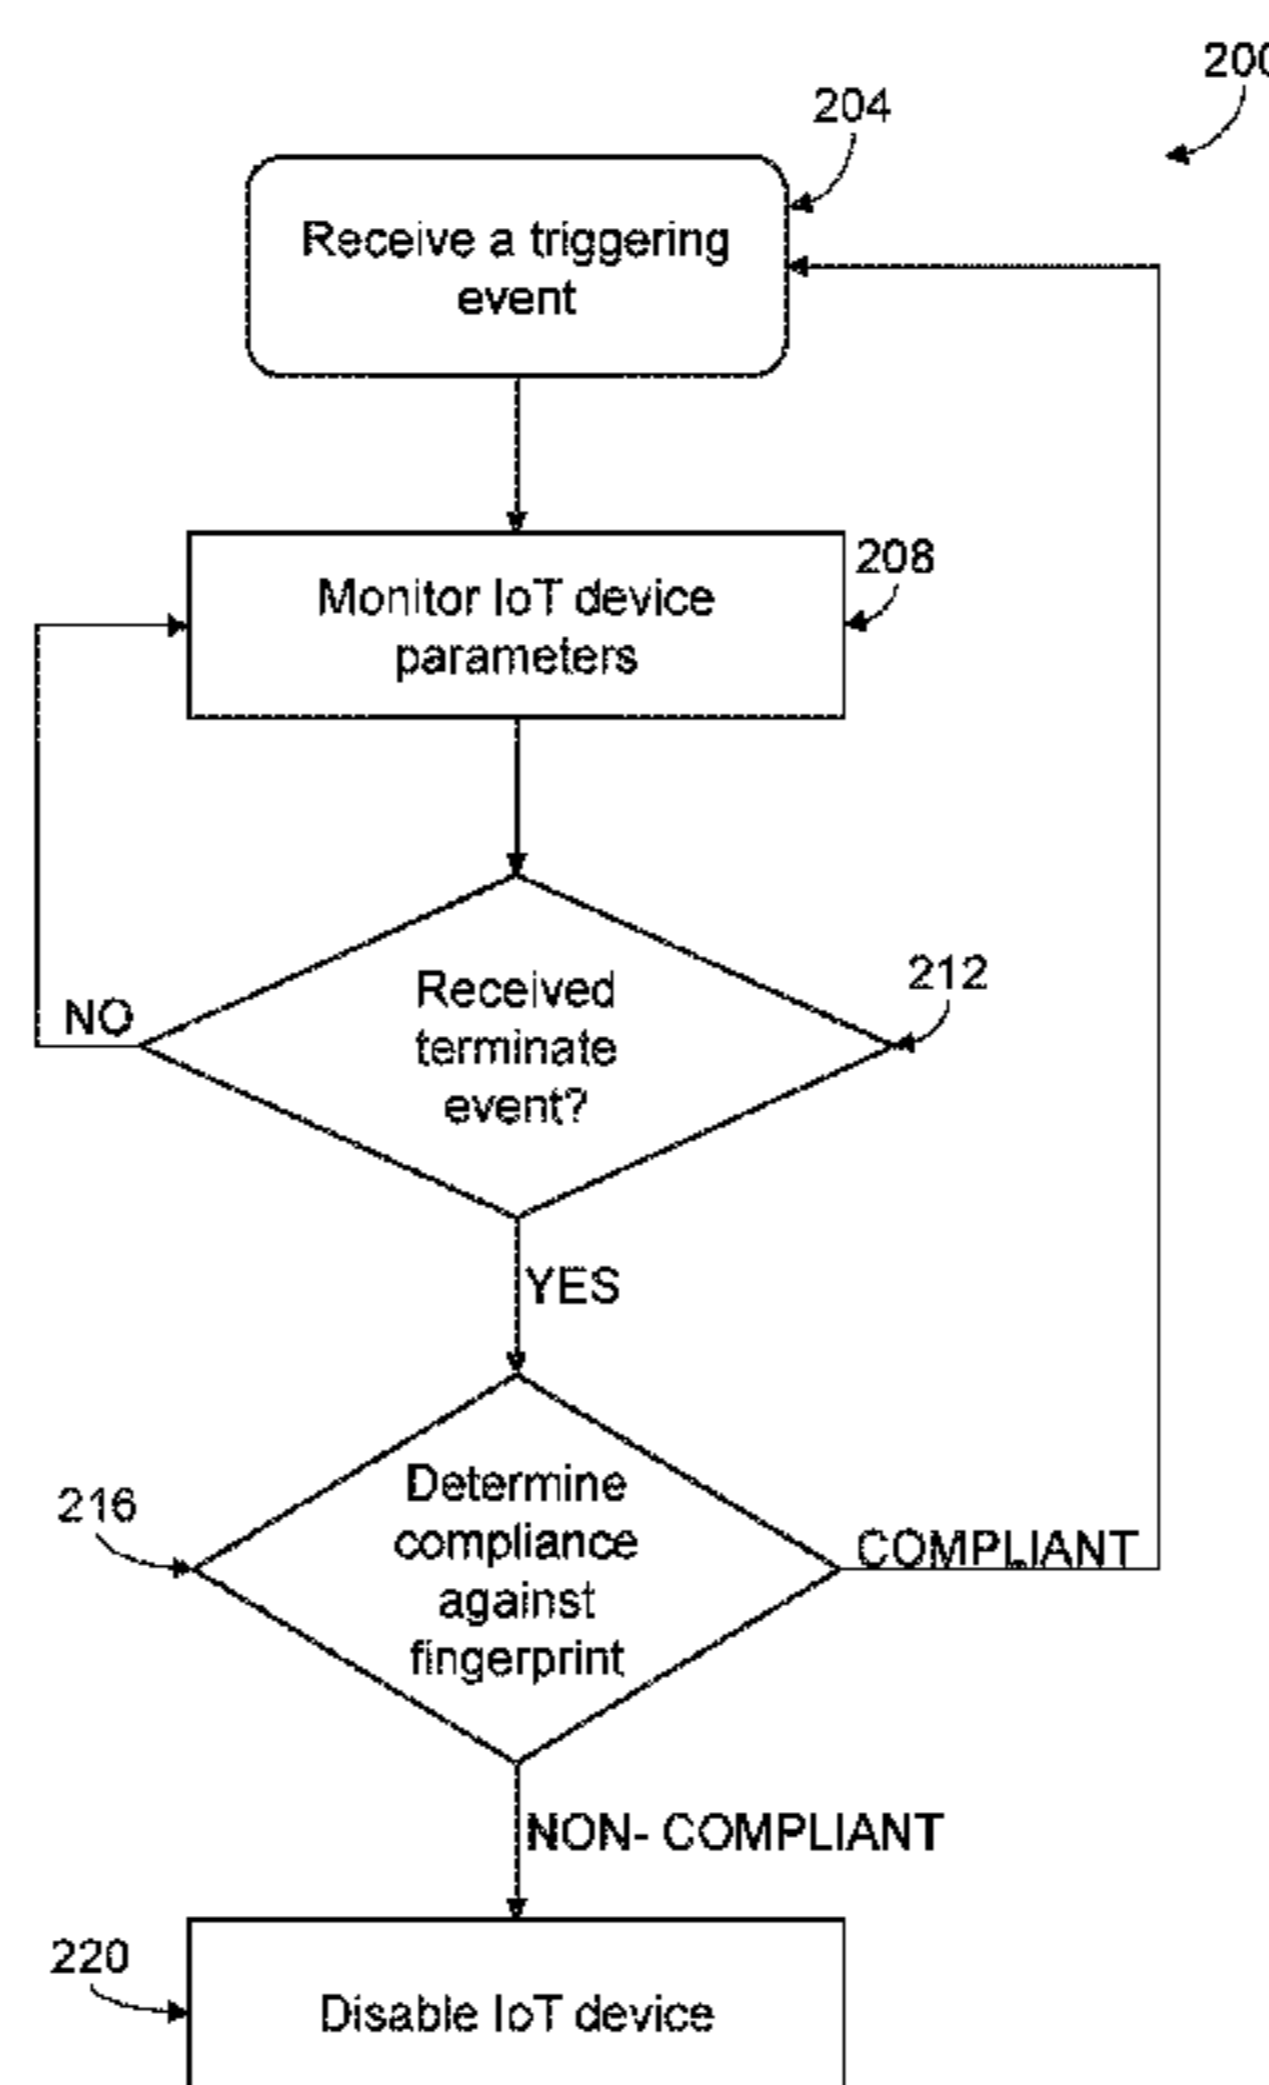 200
204
Receive a triggering
event
208
Monitor IoT device
parameters
212
Received
terminate
event?
NO
YES
216
Determine
compliance
against
fingerprint
COMPLIANT
NON- COMPLIANT
220
Disable IoT device